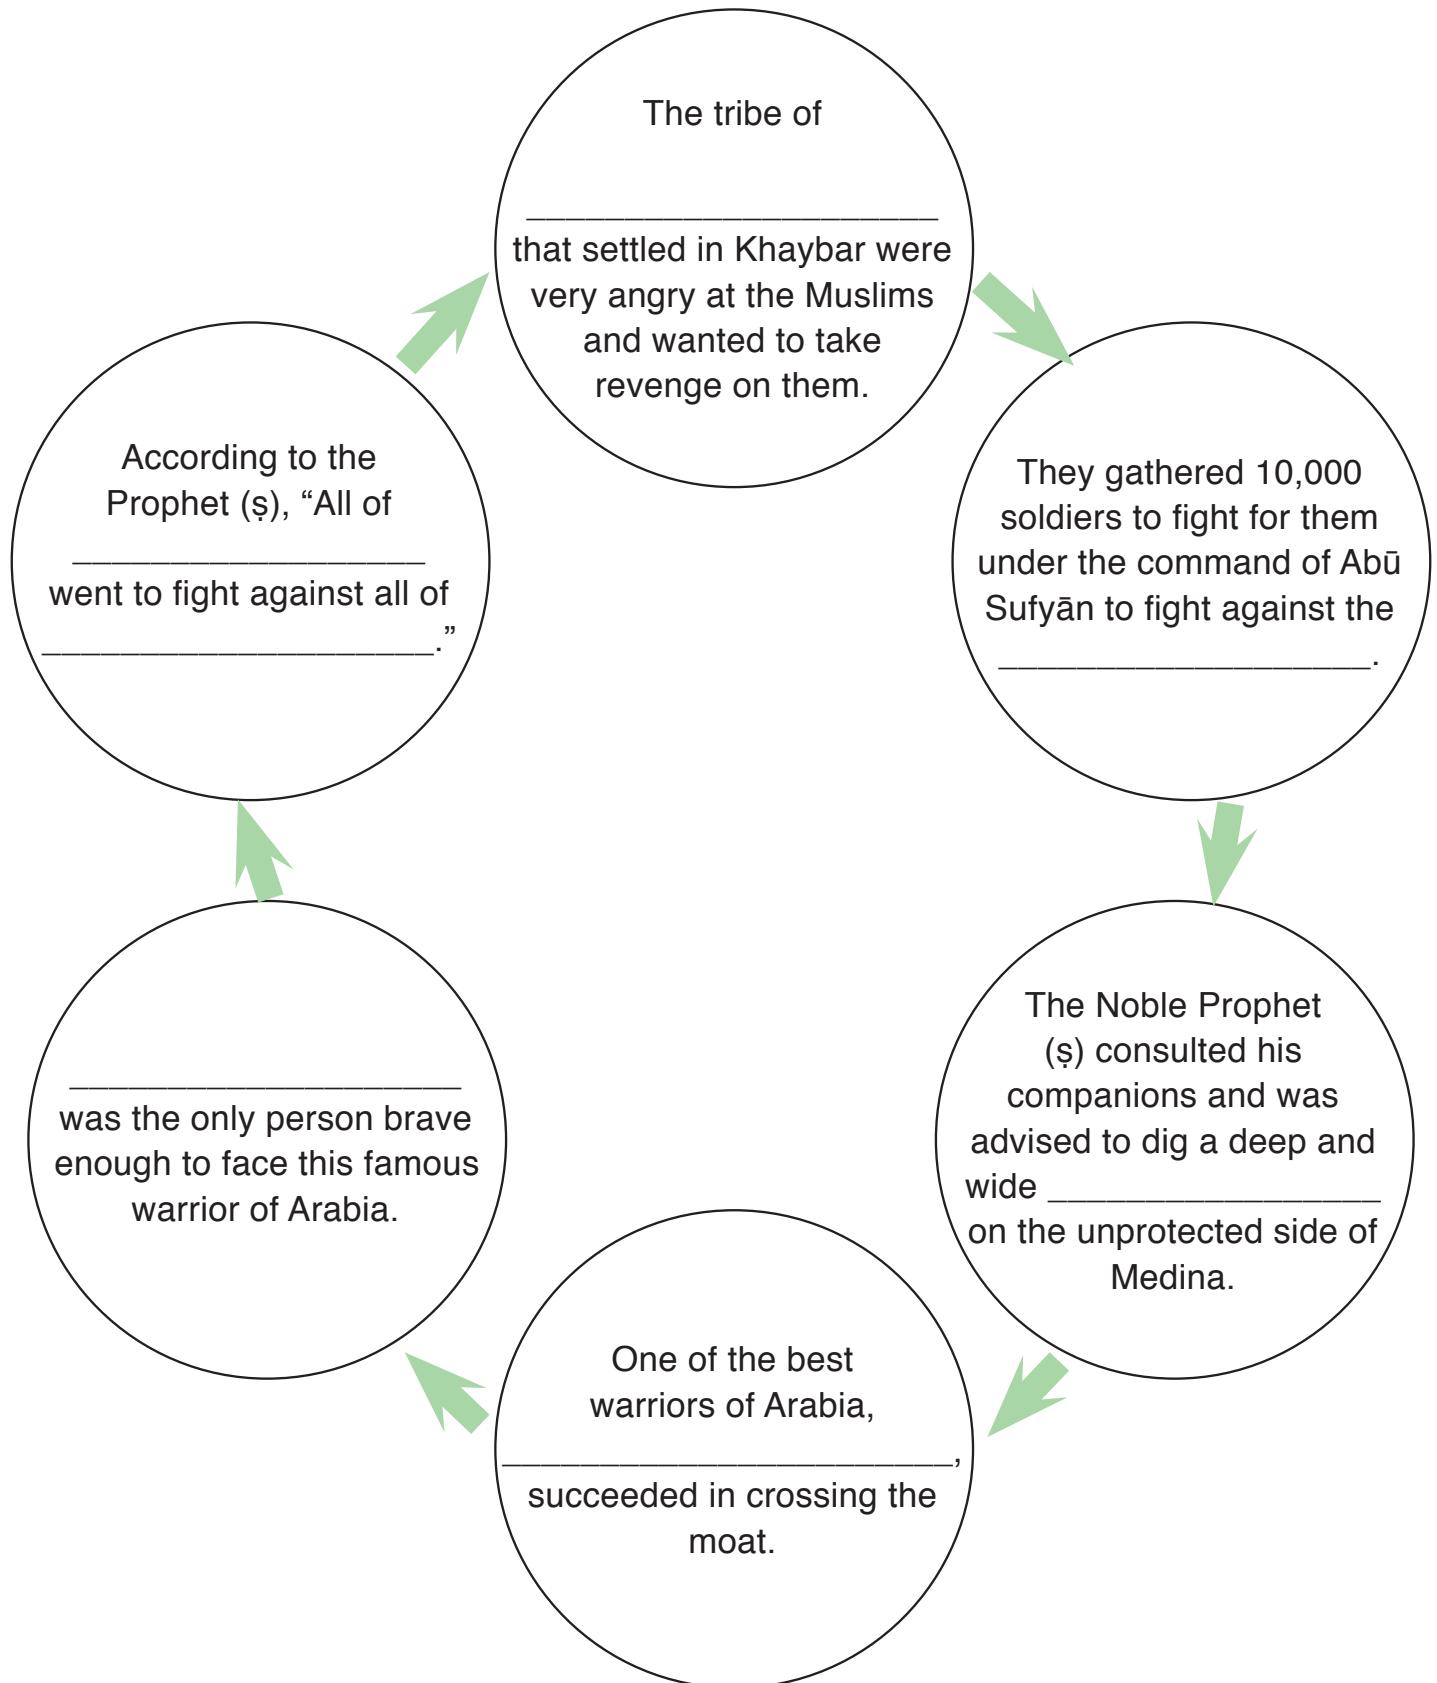 The tribe of
_____________________
that settled in Khaybar were
very angry at the Muslims
and wanted to take
revenge on them.
They gathered 10,000
soldiers to fight for them
under the command of Abū
Sufyān to fight against the
___________________.
The Noble Prophet
(ṣ) consulted his
companions and was
advised to dig a deep and
wide _________________
on the unprotected side of
Medina.
One of the best
warriors of Arabia,
_______________________,
succeeded in crossing the
moat.
____________________
was the only person brave
enough to face this famous
warrior of Arabia.
According to the
Prophet (ṣ), “All of
__________________
went to fight against all of
____________________.”